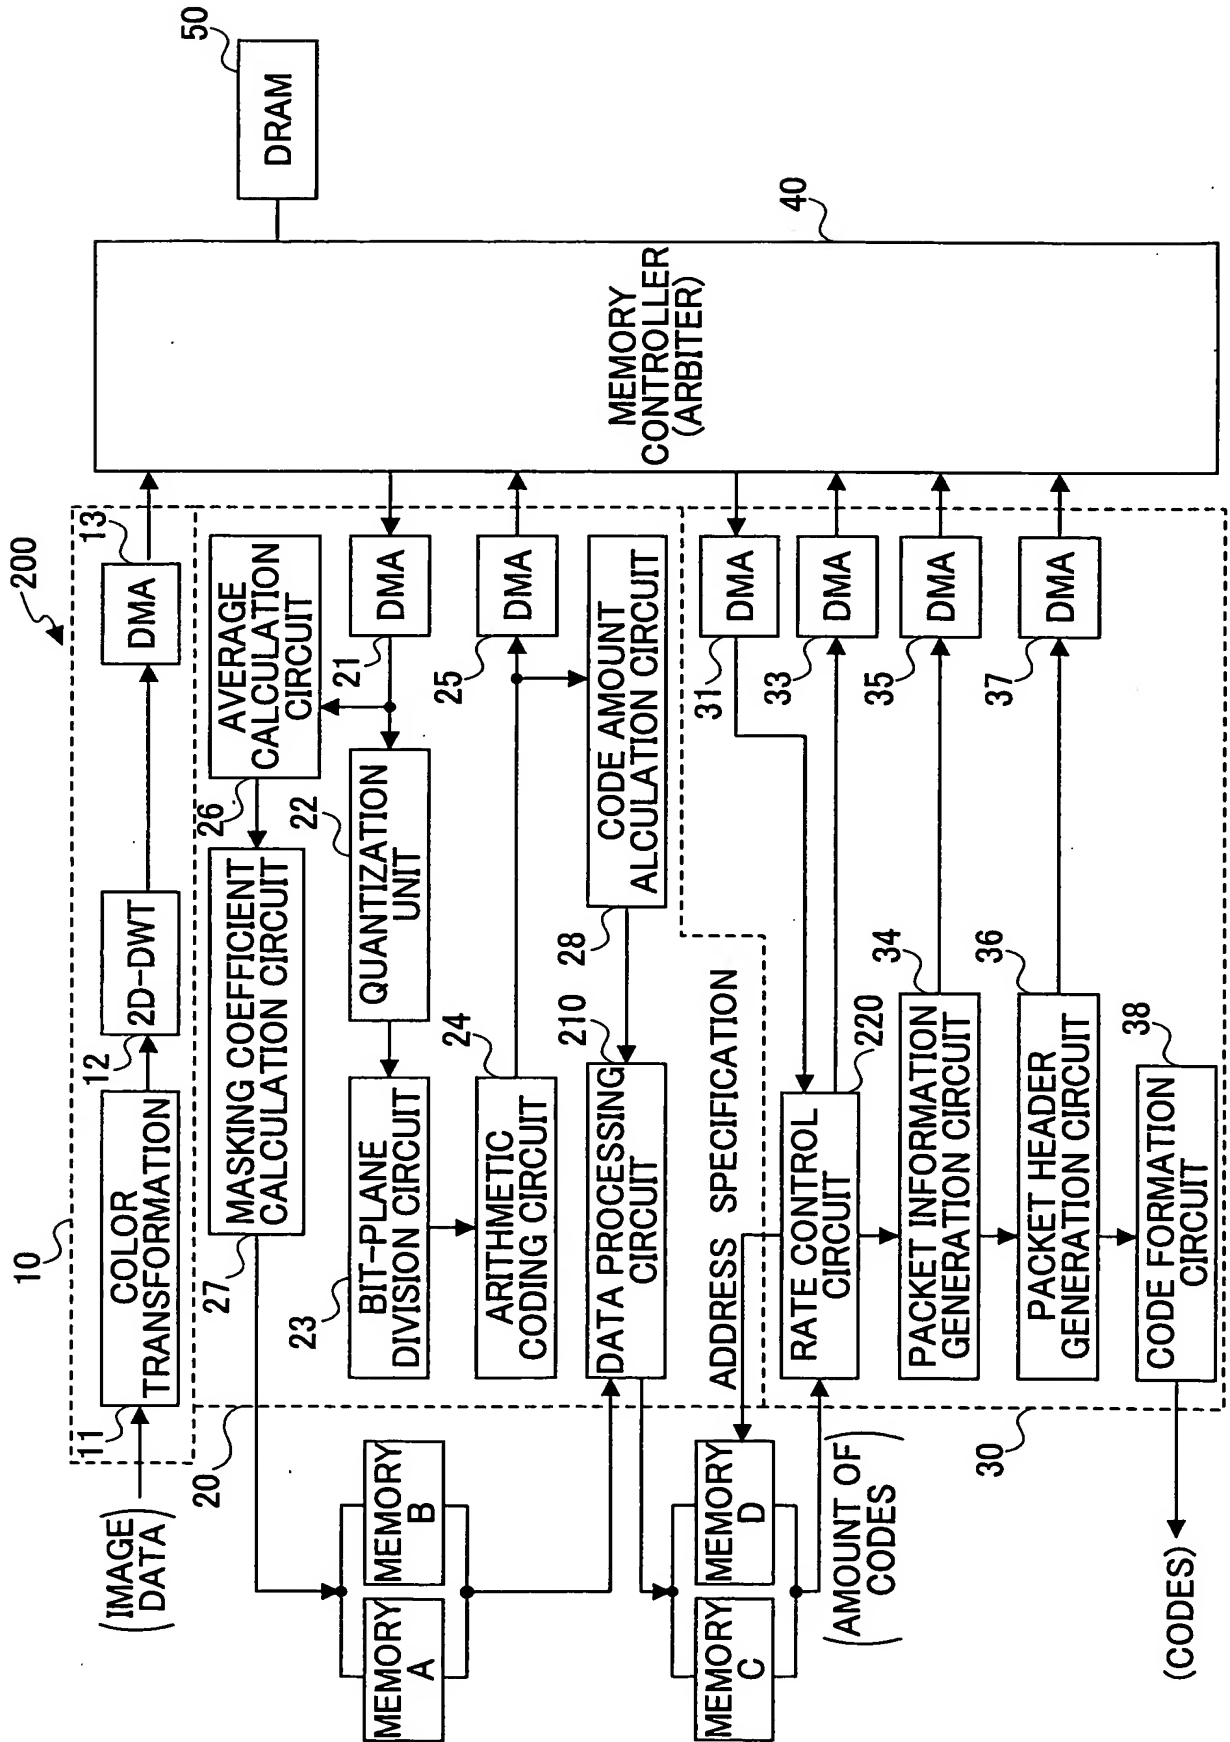 200
10
(IMAGE
DATA)
11
COLOR
TRANSFORMATION
12
2D-DWT
13
DMA
20
27
MASKING COEFFICIENT
CALCULATION CIRCUIT
26
AVERAGE
CALCULATION
CIRCUIT
21
DMA
22
QUANTIZATION
UNIT
23
BIT-PLANE
DIVISION CIRCUIT
24
ARITHMETIC
CODING CIRCUIT
25
DMA
28
CODE AMOUNT
ALCULATION CIRCUIT
210
DATA PROCESSING
CIRCUIT
MEMORY
A
MEMORY
B
MEMORY
C
MEMORY
D
ADDRESS SPECIFICATION
(AMOUNT OF
CODES)
30
31
DMA
220
RATE CONTROL
CIRCUIT
33
DMA
34
PACKET INFORMATION
GENERATION CIRCUIT
35
DMA
36
PACKET HEADER
GENERATION CIRCUIT
37
DMA
38
CODE FORMATION
CIRCUIT
(CODES)
40
MEMORY
CONTROLLER
(ARBITER)
50
DRAM